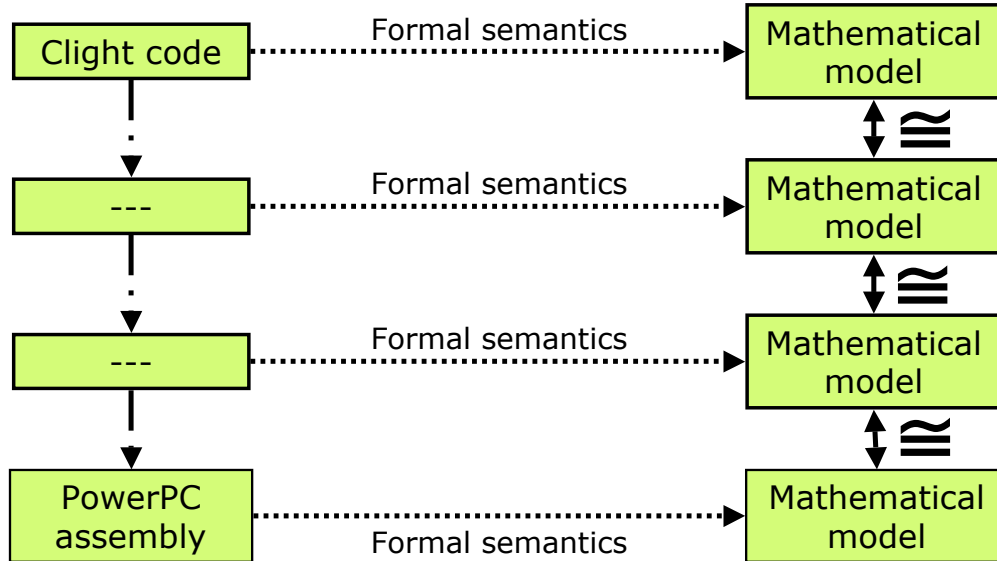 Clight code
Formal semantics
Mathematical
model
≅
---
Formal semantics
Mathematical
model
≅
---
Formal semantics
Mathematical
model
≅
PowerPC
assembly
Formal semantics
Mathematical
model